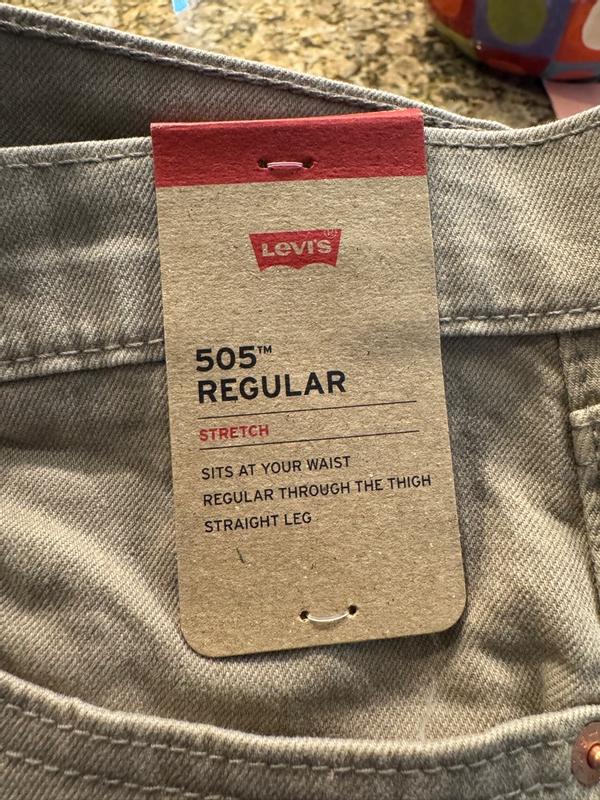 Levi's
505™
REGULAR
STRETCH
SITS AT YOUR WAIST
REGULAR THROUGH THE THIGH
STRAIGHT LEG